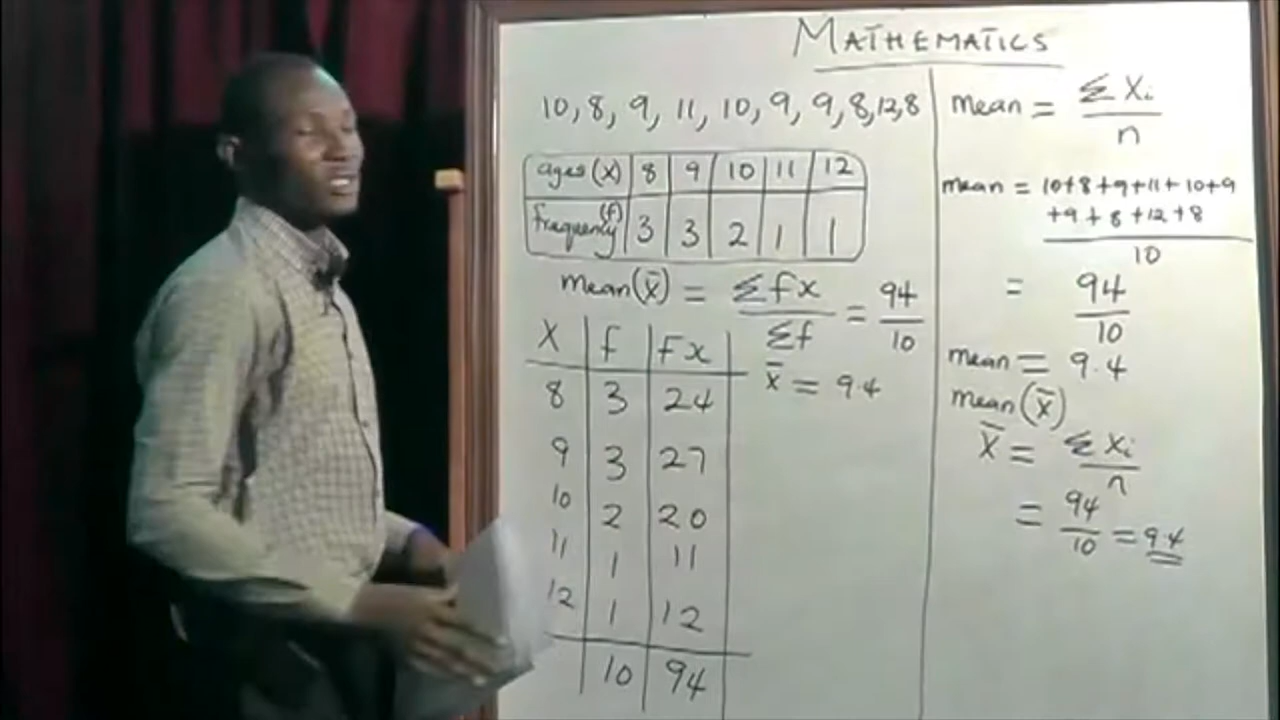 MATHEMATICS
10, 8, 9, 11, 10, 9, 9, 8, 12, 8
ages (x) 8 9 10 11 12
frequency (f) 3 3 2 1 1
mean(x̄) = Σfx / Σf = 94 / 10
x̄ = 9.4
X f Fx
8 3 24
9 3 27
10 2 20
11 1 11
12 1 12
10 94
mean = ΣXi / n
mean = 10+8+9+11+10+9
+9+8+12+8
10
= 94 / 10
mean = 9.4
mean(x̄)
X̄ = ΣXi / n
= 94 / 10 = 9.4